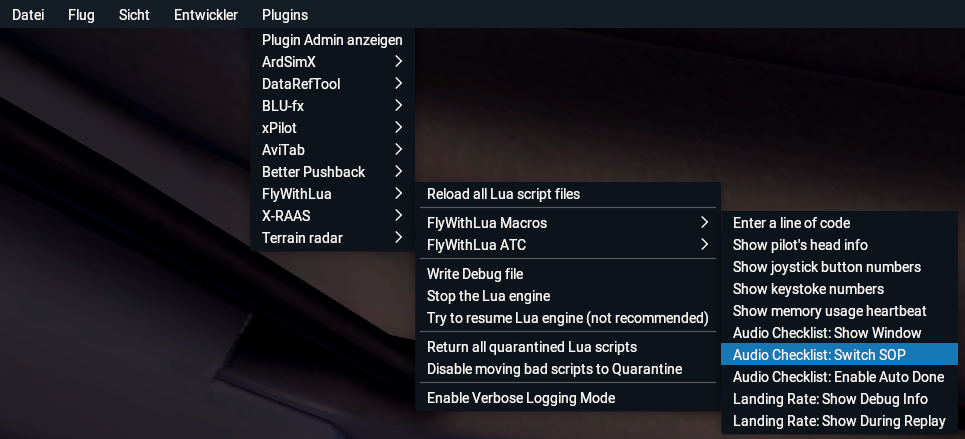 Datei Flug Sicht Entwickler Plugins
Plugin Admin anzeigen
ArdSimX
DataRefTool
BLU-fx
xPilot
AviTab
Better Pushback
FlyWithLua
X-RAAS
Terrain radar
Reload all Lua script files
FlyWithLua Macros
FlyWithLua ATC
Write Debug file
Stop the Lua engine
Try to resume Lua engine (not recommended)
Return all quarantined Lua scripts
Disable moving bad scripts to Quarantine
Enable Verbose Logging Mode
Enter a line of code
Show pilot's head info
Show joystick button numbers
Show keystoke numbers
Show memory usage heartbeat
Audio Checklist: Show Window
Audio Checklist: Switch SOP
Audio Checklist: Enable Auto Done
Landing Rate: Show Debug Info
Landing Rate: Show During Replay